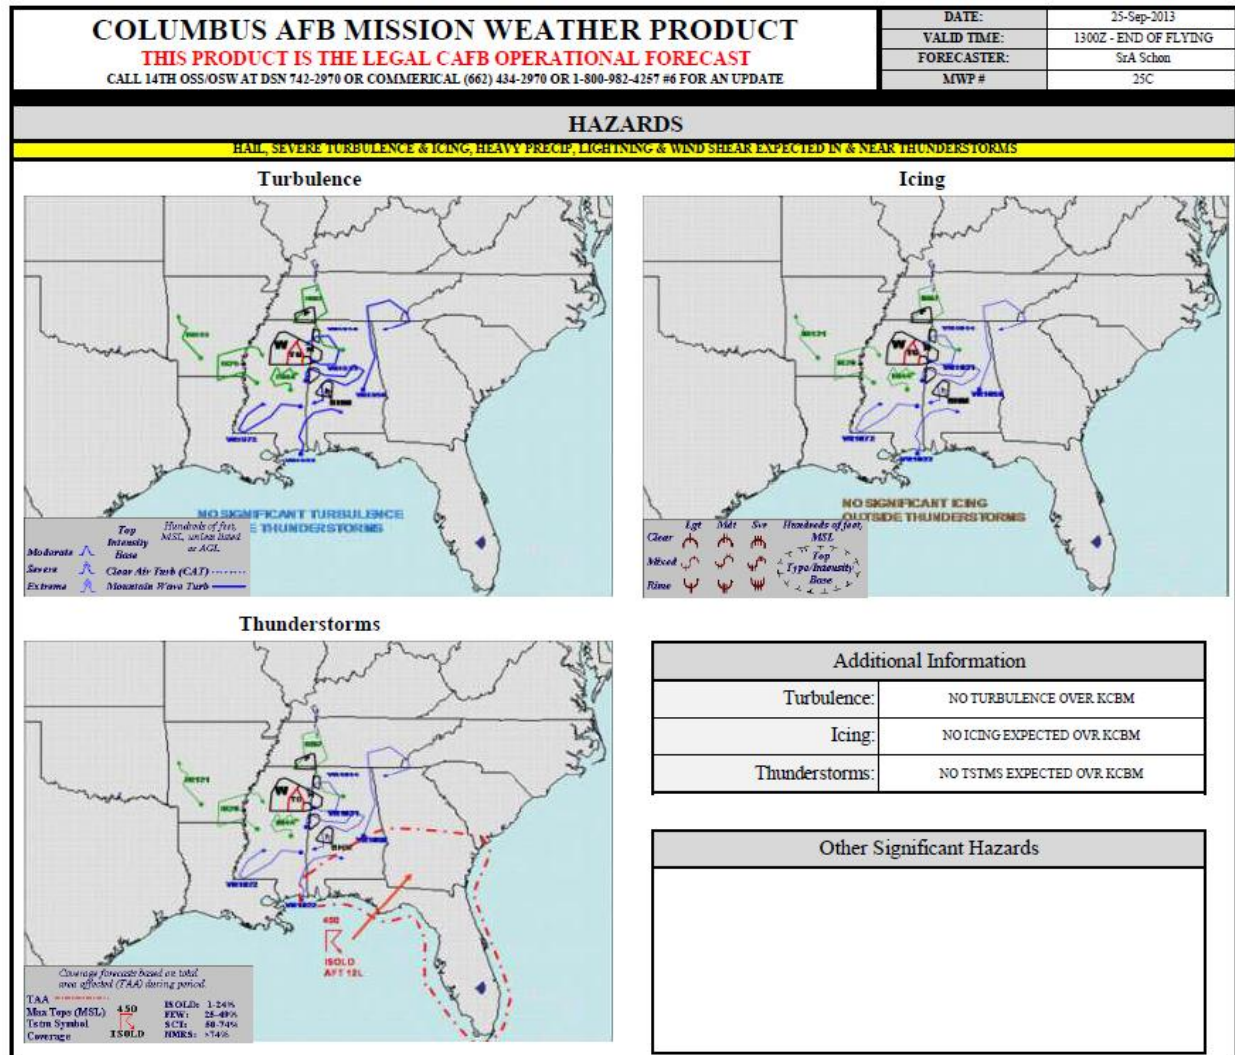 COLUMBUS AFB MISSION WEATHER PRODUCT
THIS PRODUCT IS THE LEGAL CAFB OPERATIONAL FORECAST
CALL 14TH OSS/OSW AT DSN 742-2970 OR COMMERICAL (662) 434-2970 OR 1-800-982-4257 #6 FOR AN UPDATE
DATE: 25-Sep-2013
VALID TIME: 1300Z - END OF FLYING
FORECASTER: SrA Schon
MWP # 25C
HAZARDS
HAIL, SEVERE TURBULENCE & ICING, HEAVY PRECIP, LIGHTNING & WIND SHEAR EXPECTED IN & NEAR THUNDERSTORMS
Turbulence
W
NO SIGNIFICANT TURBULENCE
E THUNDERSTORMS
Top
Intensity
Base
Hundreds of feet,
MSL, unless listed
as AGL
Moderate
Severe
Extreme
Clear Air Turb (CAT)
Mountain Wave Turb
Icing
W
NO SIGNIFICANT ICING
OUTSIDE THUNDERSTORMS
Lgt Mdt Sve
Hundreds of feet,
MSL
Clear
Mixed
Rime
Top
Type/Intensity
Base
Thunderstorms
W
VR1072
450
ISOLD
AFT 18L
Coverage forecasts based on total
area affected (TAA) during period.
TAA
Max Tops (MSL) 450
Tstm Symbol
Coverage ISOLD
ISOLD: 1-24%
FEW: 25-49%
SCT: 50-74%
NMRS: >74%
Additional Information
Turbulence: NO TURBULENCE OVER KCBM
Icing: NO ICING EXPECTED OVR KCBM
Thunderstorms: NO TSTMS EXPECTED OVR KCBM
Other Significant Hazards